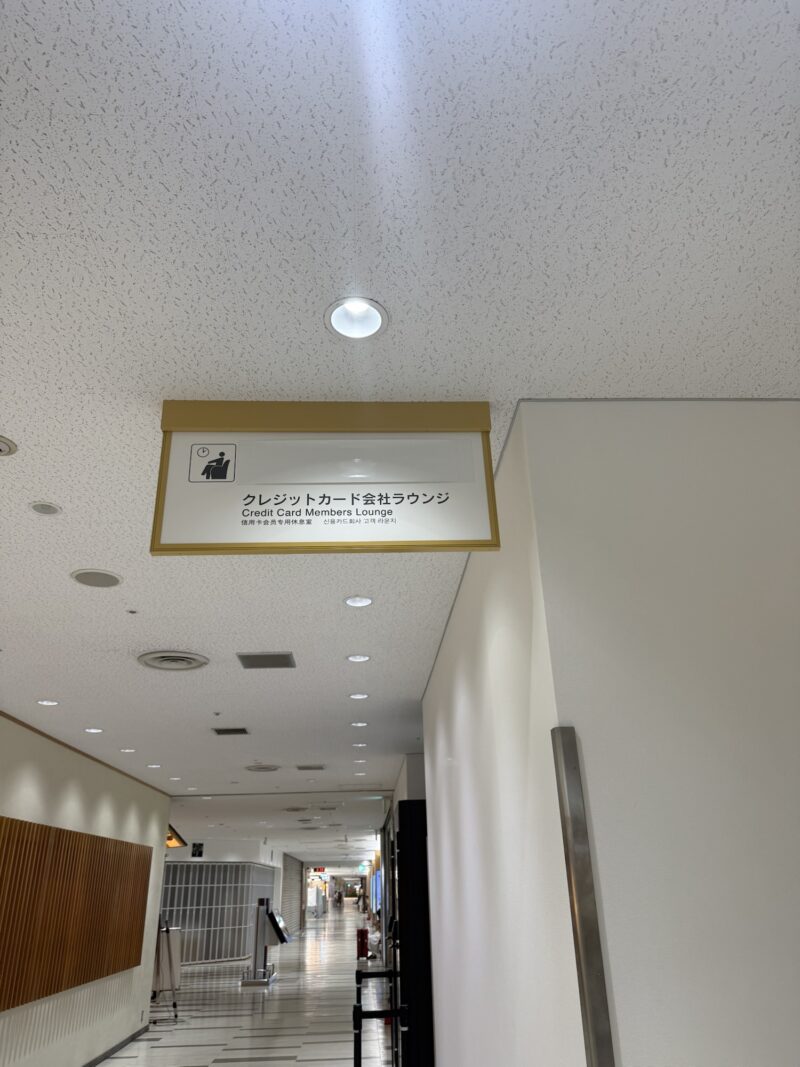 クレジットカード会社ラウンジ
Credit Card Members Lounge
信用卡会员专用休息室 신용카드회사 고객 라운지